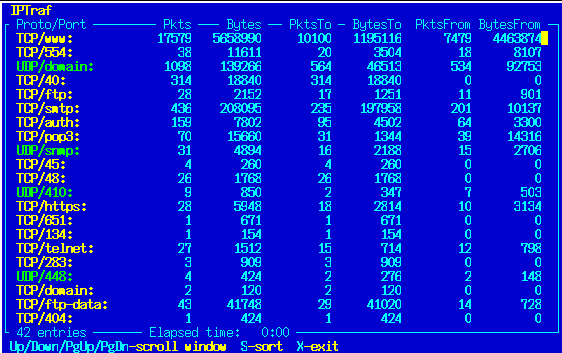 IPTraf
Proto/Port Pkts Bytes PktsTo BytesTo PktsFrom BytesFrom
TCP/www: 17579 5658990 10100 1195116 7479 4463874
TCP/554: 38 11611 20 3504 18 8107
UDP/domain: 1098 139266 564 46513 534 92753
TCP/40: 314 18840 314 18840 0 0
TCP/ftp: 28 2152 17 1251 11 901
TCP/smtp: 436 208095 235 197958 201 10137
TCP/auth: 159 7802 95 4502 64 3300
TCP/pop3: 70 15660 31 1344 39 14316
UDP/snmp: 31 4894 16 2188 15 2706
TCP/45: 4 260 4 260 0 0
TCP/48: 26 1768 26 1768 0 0
UDP/410: 9 850 2 347 7 503
TCP/https: 28 5948 18 2814 10 3134
TCP/651: 1 671 1 671 0 0
TCP/134: 1 154 1 154 0 0
TCP/telnet: 27 1512 15 714 12 798
TCP/283: 3 909 3 909 0 0
UDP/448: 4 424 2 276 2 148
TCP/domain: 2 120 2 120 0 0
TCP/ftp-data: 43 41748 29 41020 14 728
TCP/404: 1 424 1 424 0 0
42 entries Elapsed time: 0:00
Up/Down/PgUp/PgDn-scroll window S-sort X-exit